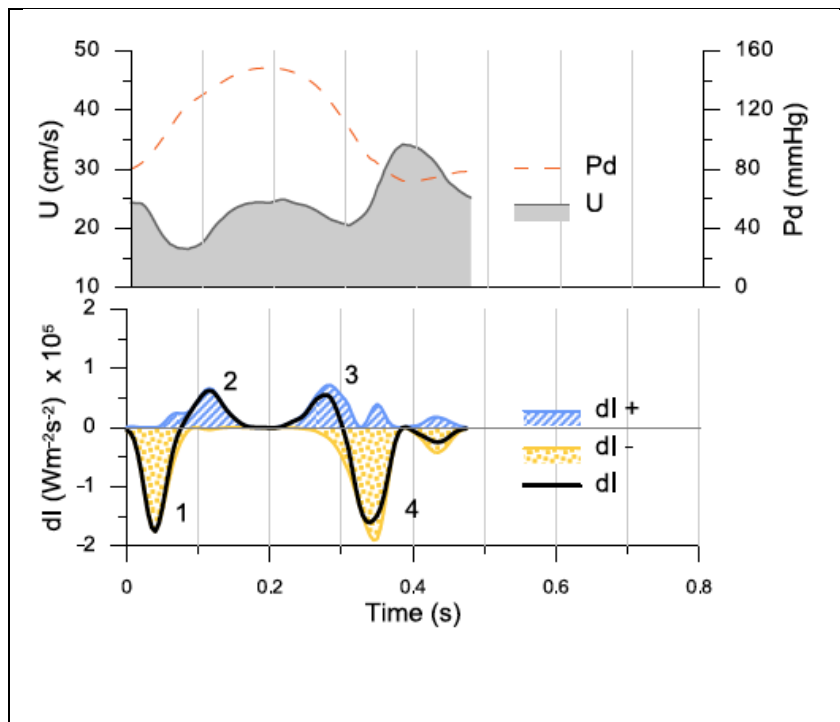 50
40
30
20
10
U (cm/s)
160
120
80
40
0
Pd (mmHg)
Pd
U
2
1
0
-1
-2
dI (Wm⁻²s⁻²) x 10⁵
1
2
3
4
dI +
dI -
dI
0
0.2
0.4
0.6
0.8
Time (s)